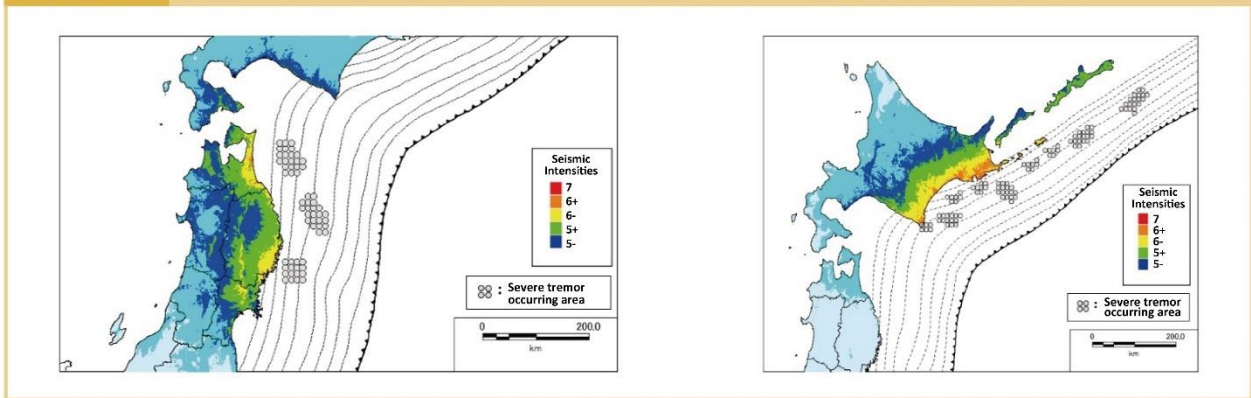 Seismic
Intensities
7
6+
6-
5+
5-
: Severe tremor
occurring area
0 200.0
km
Seismic
Intensities
7
6+
6-
5+
5-
: Severe tremor
occurring area
0 200.0
km